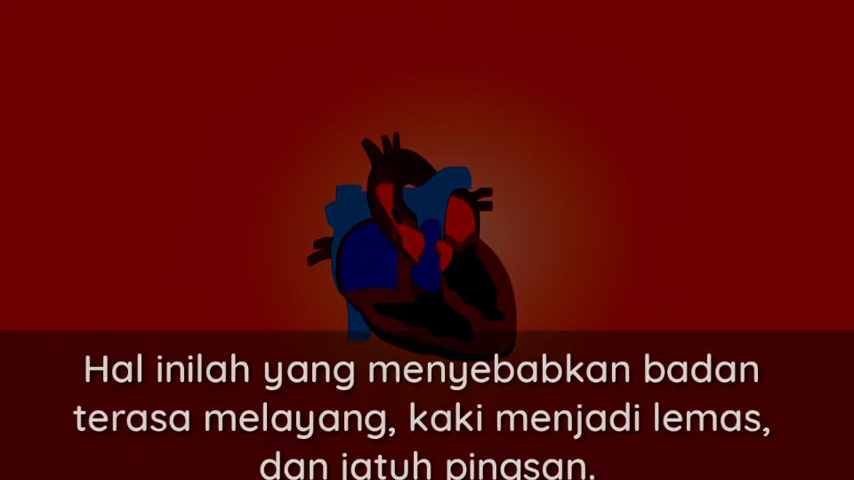 Hal inilah yang menyebabkan badan
terasa melayang, kaki menjadi lemas,
dan jatuh pingsan.